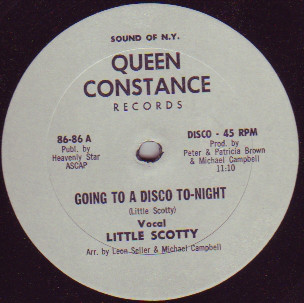 SOUND OF N.Y.
QUEEN
CONSTANCE
RECORDS
86-86 A
Publ. by
Heavenly Star
ASCAP
DISCO - 45 RPM
Prod. by
Peter & Patricia Brown
& Michael Campbell
11:10
GOING TO A DISCO TO-NIGHT
(Little Scotty)
Vocal
LITTLE SCOTTY
Arr. by Leon Seller & Michael Campbell